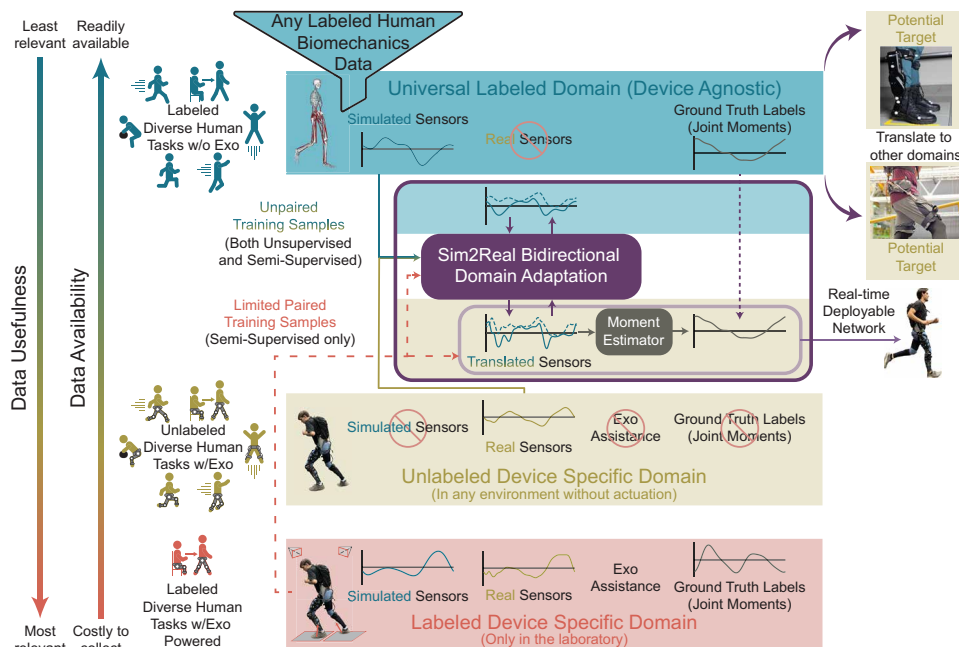 Least
relevant
Readily
available
Data Usefulness
Data Availability
Most
relevant
Costly to
collect
Labeled
Diverse Human
Tasks w/o Exo
Unlabeled
Diverse Human
Tasks w/Exo
Labeled
Diverse Human
Tasks w/Exo
Powered
Any Labeled Human
Biomechanics
Data
Universal Labeled Domain (Device Agnostic)
Simulated Sensors
Real Sensors
Ground Truth Labels
(Joint Moments)
Unpaired
Training Samples
(Both Unsupervised
and Semi-Supervised)
Limited Paired
Training Samples
(Semi-Supervised only)
Sim2Real Bidirectional
Domain Adaptation
Translated Sensors
Moment
Estimator
Real-time
Deployable
Network
Potential
Target
Translate to
other domains
Potential
Target
Simulated Sensors
Real Sensors
Exo
Assistance
Ground Truth Labels
(Joint Moments)
Unlabeled Device Specific Domain
(In any environment without actuation)
Simulated Sensors
Real Sensors
Exo
Assistance
Ground Truth Labels
(Joint Moments)
Labeled Device Specific Domain
(Only in the laboratory)